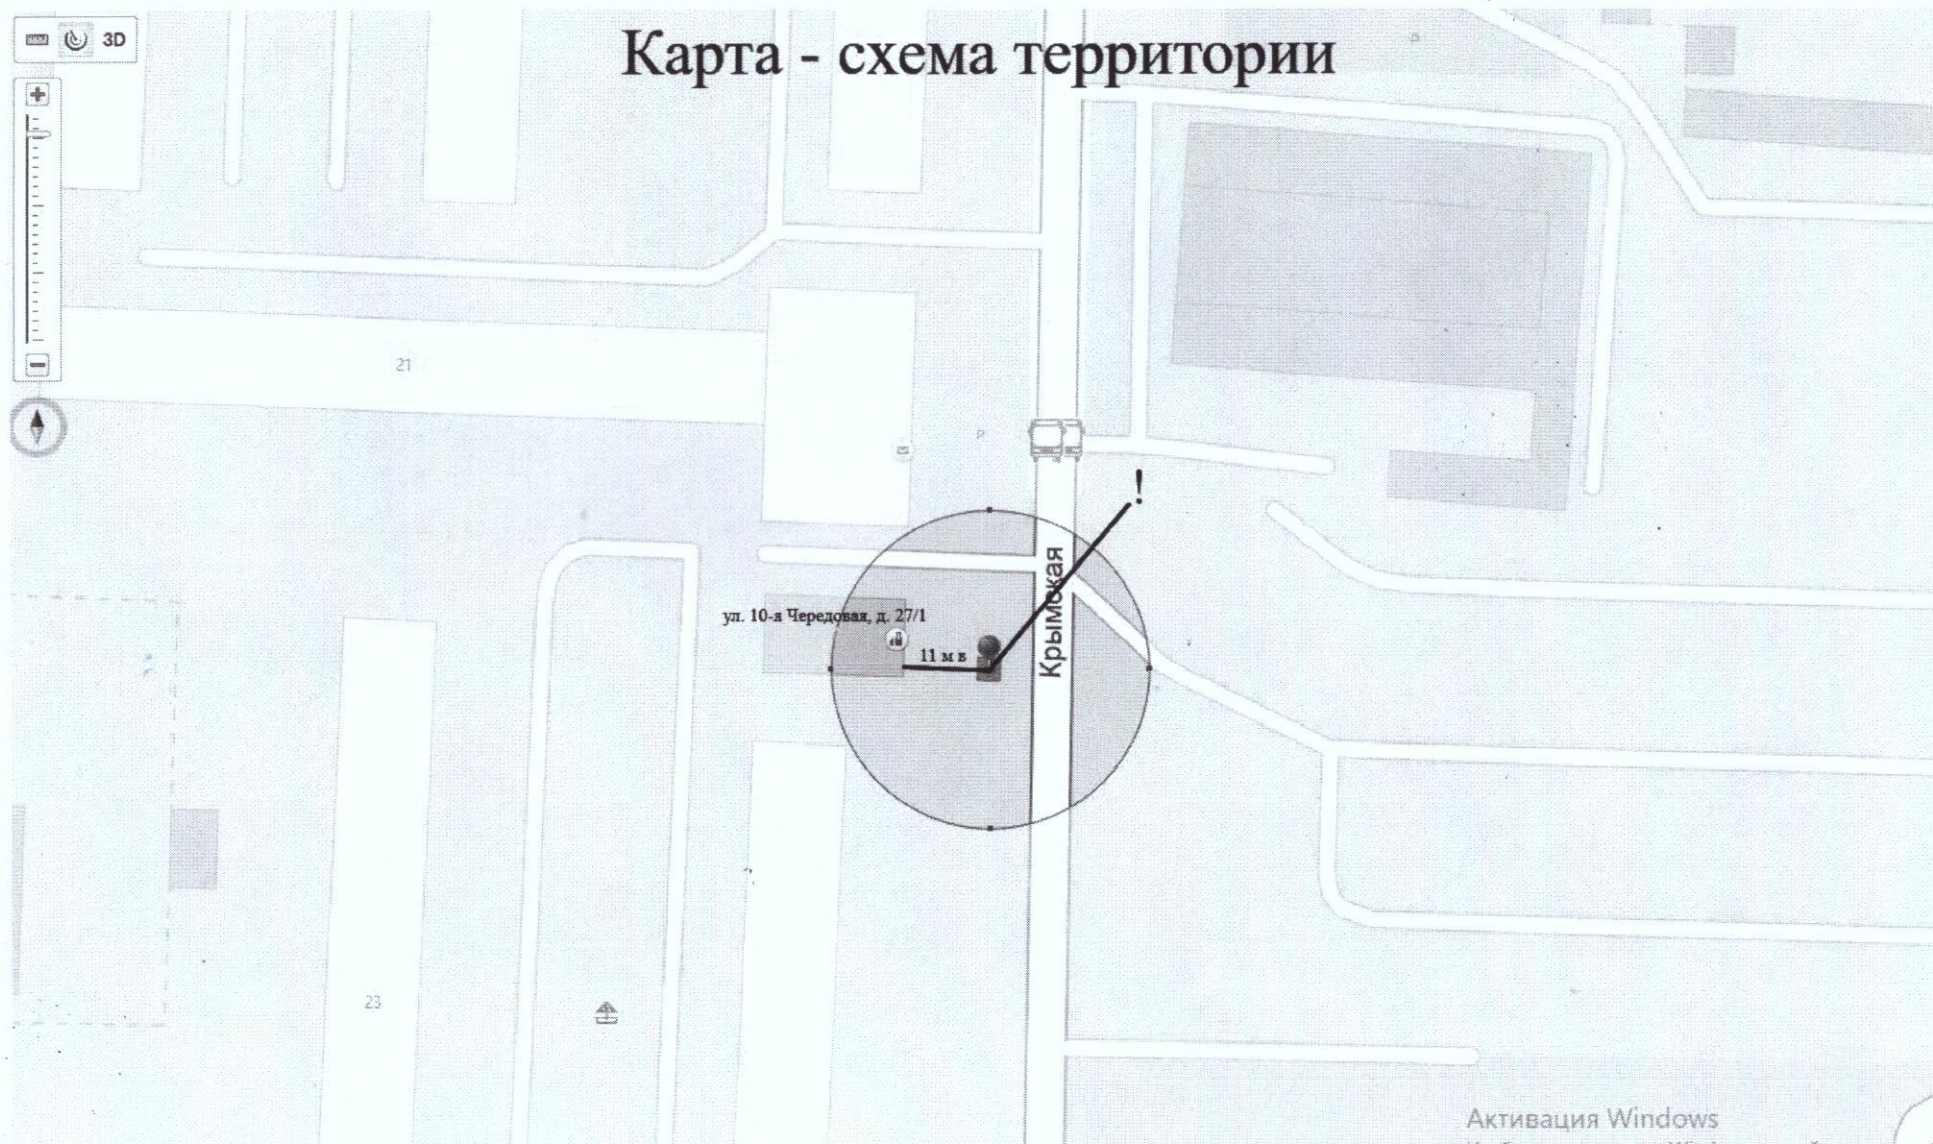 3D
Карта - схема территории
21
Крымская
!
ул. 10-я Чередовая, д. 27/1
11 м в
23
Активация Windows